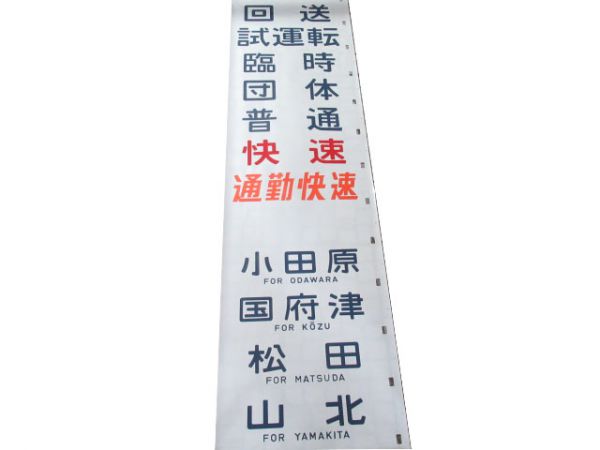 回送
試運転
臨時
団体
普通
快速
通勤快速
小田原
FOR ODAWARA
国府津
FOR KŌZU
松田
FOR MATSUDA
山北
FOR YAMAKITA